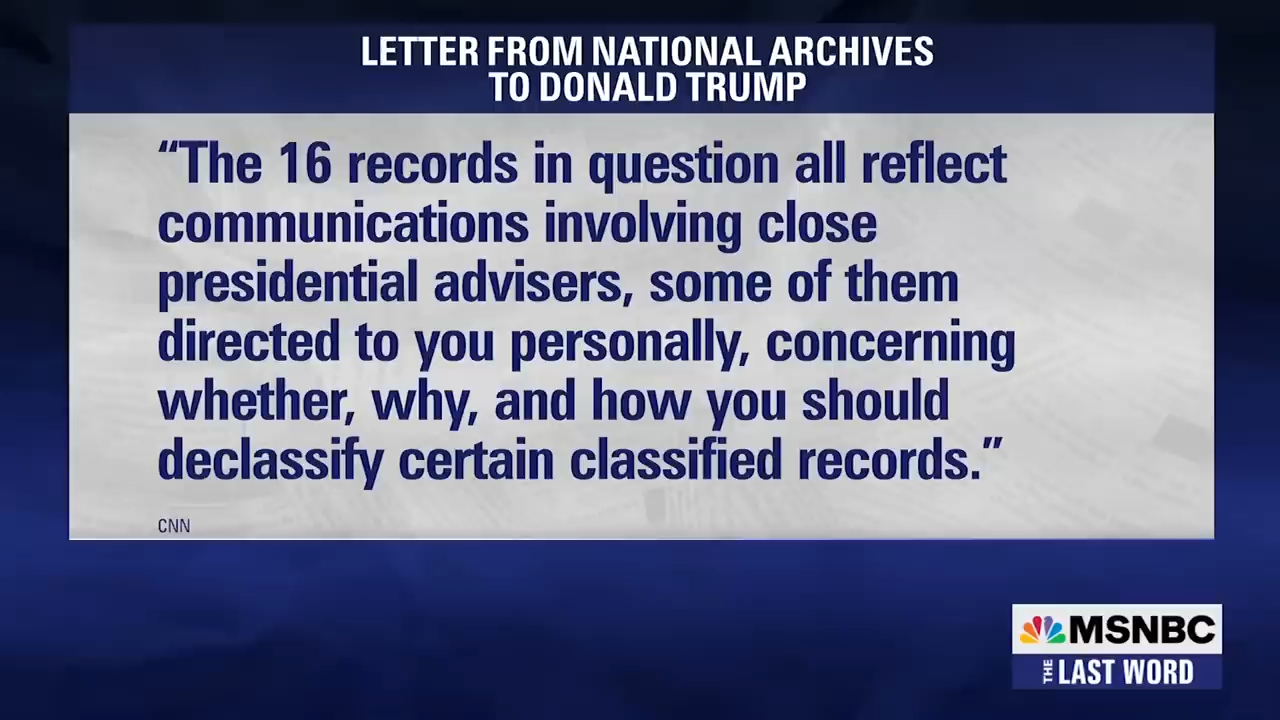 LETTER FROM NATIONAL ARCHIVES
TO DONALD TRUMP
“The 16 records in question all reflect
communications involving close
presidential advisers, some of them
directed to you personally, concerning
whether, why, and how you should
declassify certain classified records.”
CNN
MSNBC
THE LAST WORD